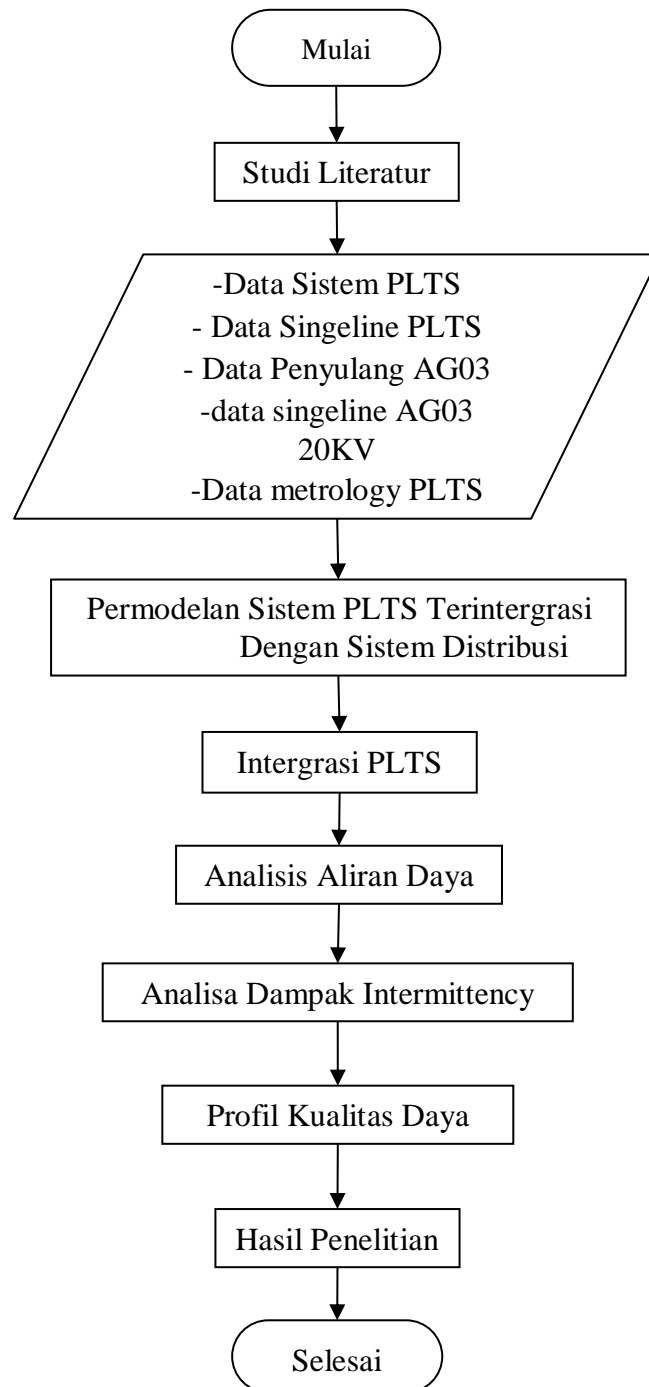 Mulai
Studi Literatur
-Data Sistem PLTS
- Data Singeline PLTS
- Data Penyulang AG03
-data singeline AG03
20KV
-Data metrology PLTS
Permodelan Sistem PLTS Terintergrasi
Dengan Sistem Distribusi
Intergrasi PLTS
Analisis Aliran Daya
Analisa Dampak Intermittency
Profil Kualitas Daya
Hasil Penelitian
Selesai